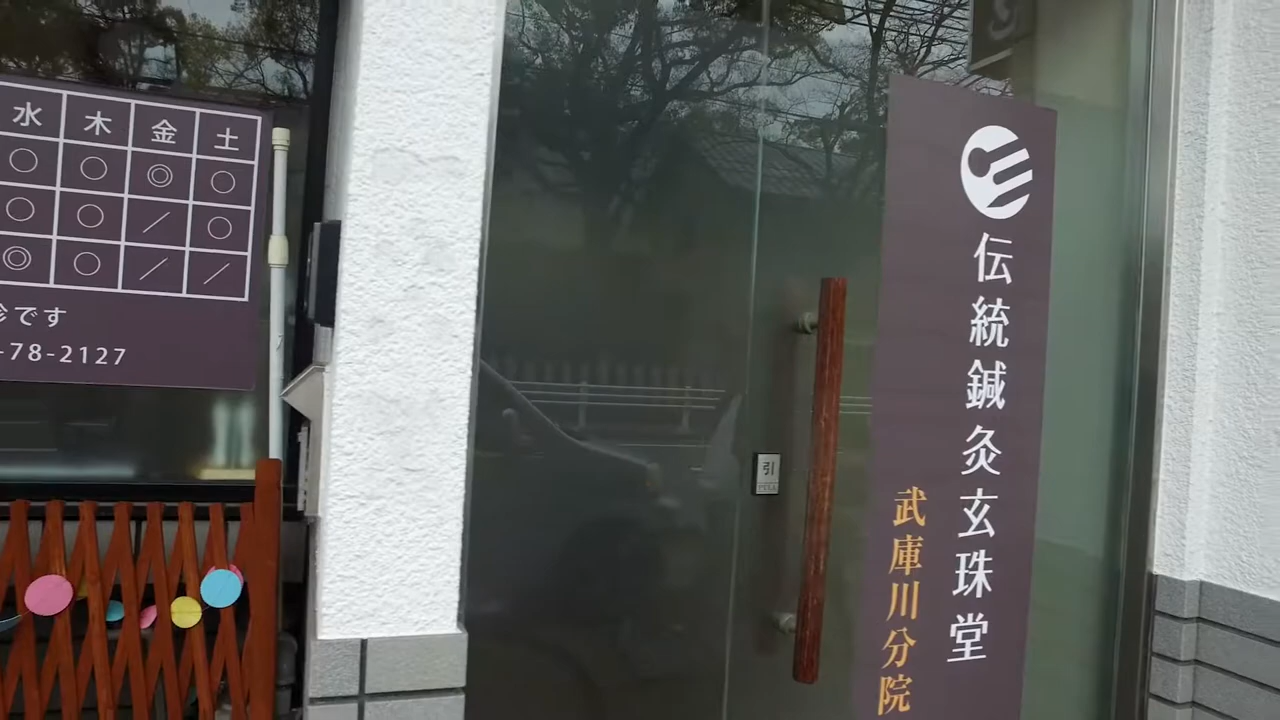 水 木 金 土
○ ○ ◎ ○
○ ○ ／ ○
◎ ○ ／ ／
診です
-78-2127
引
伝統鍼灸玄珠堂
武庫川分院